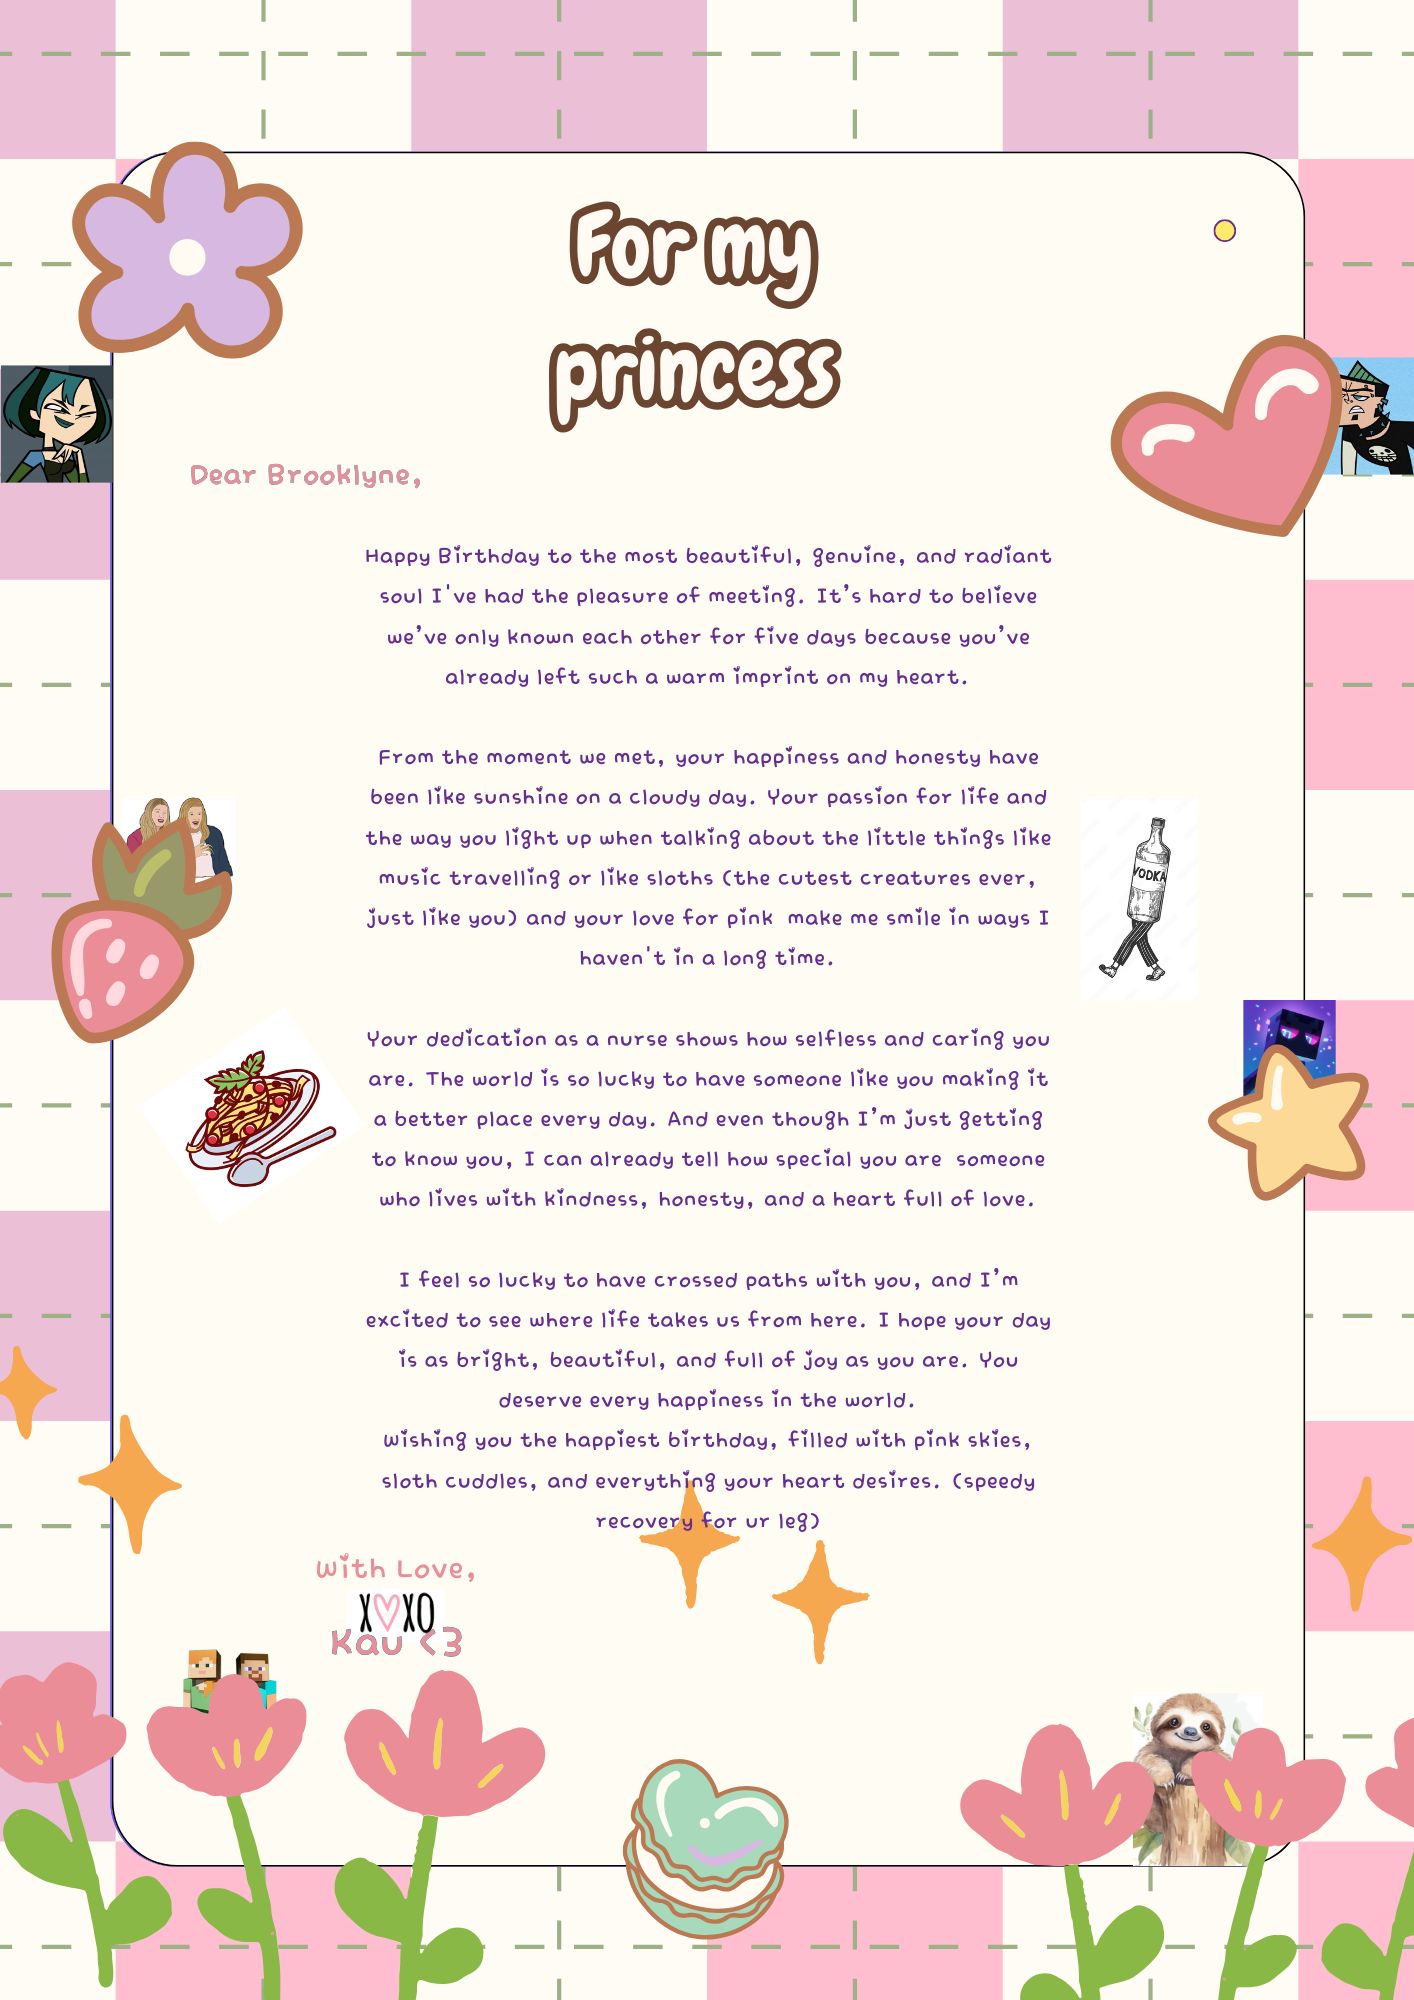 For my
princess
Dear Brooklyne,
Happy Birthday to the most beautiful, genuine, and radiant
soul I've had the pleasure of meeting. It's hard to believe
we've only known each other for five days because you've
already left such a warm imprint on my heart.
From the moment we met, your happiness and honesty have
been like sunshine on a cloudy day. Your passion for life and
the way you light up when talking about the little things like
music travelling or like sloths (the cutest creatures ever,
just like you) and your love for pink  make me smile in ways I
haven't in a long time.
VODKA
Your dedication as a nurse shows how selfless and caring you
are. The world is so lucky to have someone like you making it
a better place every day. And even though I'm just getting
to know you, I can already tell how special you are  someone
who lives with kindness, honesty, and a heart full of love.
I feel so lucky to have crossed paths with you, and I'm
excited to see where life takes us from here. I hope your day
is as bright, beautiful, and full of joy as you are. You
deserve every happiness in the world.
Wishing you the happiest birthday, filled with pink skies,
sloth cuddles, and everything your heart desires. (speedy
recovery for ur leg)
With Love,
X♡XO
Kau <3